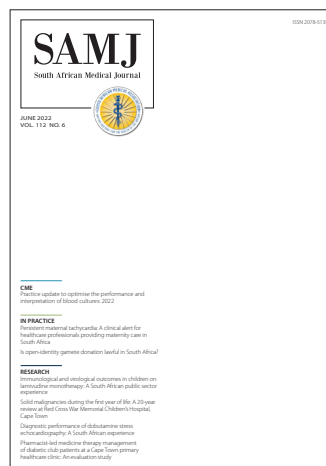 ISSN 2078-513
SAMJ
South African Medical Journal
JUNE 2022
VOL. 112 NO. 6
CME
Practice update to optimise the performance and
interpretation of blood cultures: 2022
IN PRACTICE
Persistent maternal tachycardia: A clinical alert for
healthcare professionals providing maternity care in
South Africa
Is open-identity gamete donation lawful in South Africa?
RESEARCH
Immunological and virological outcomes in children on
lamivudine monotherapy: A South African public sector
experience
Solid malignancies during the first year of life: A 20-year
review at Red Cross War Memorial Children's Hospital,
Cape Town
Diagnostic performance of dobutamine stress
echocardiography: A South African experience
Pharmacist-led medicine therapy management
of diabetic club patients at a Cape Town primary
healthcare clinic: An evaluation study